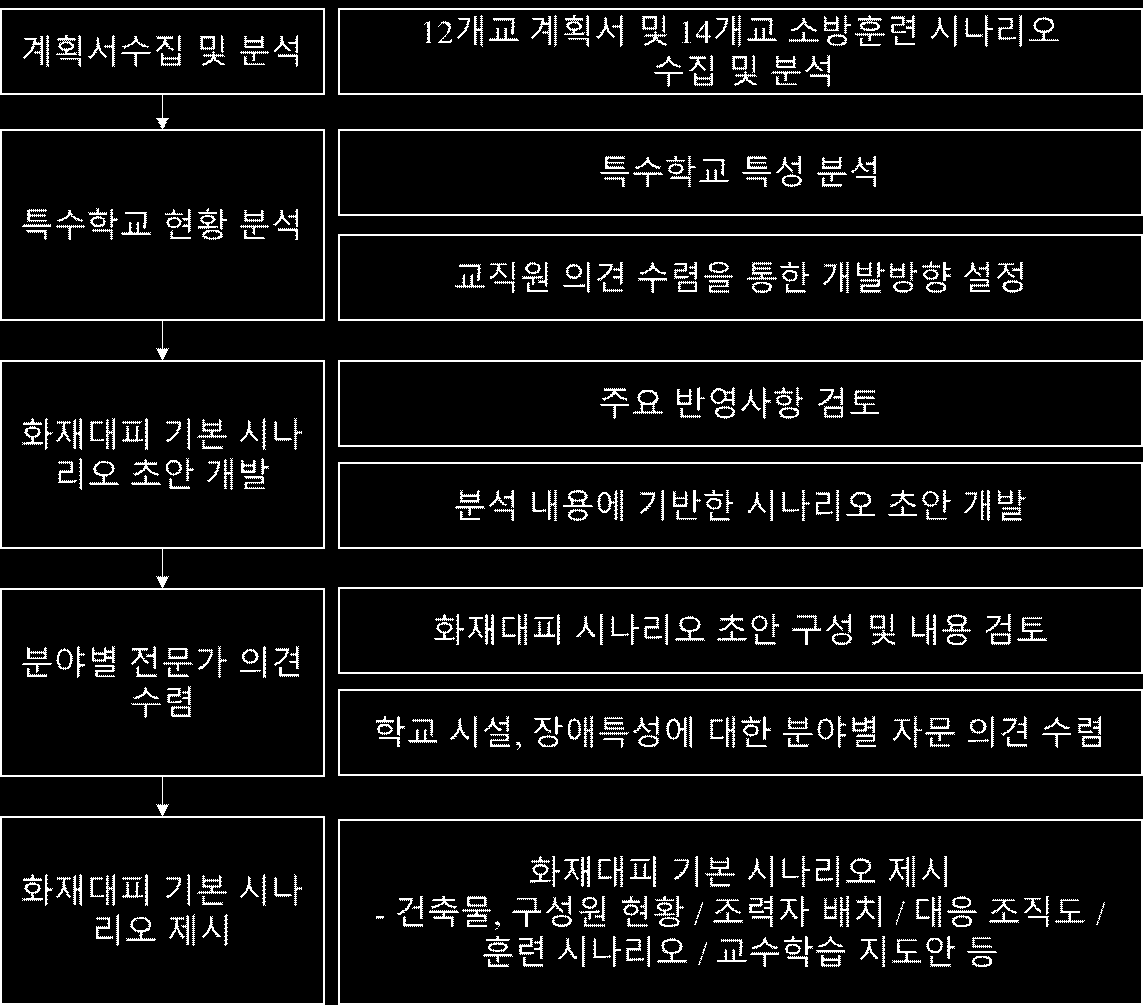 계획서수집 및 분석
12개교 계획서 및 14개교 소방훈련 시나리오
수집 및 분석
특수학교 현황 분석
특수학교 특성 분석
교직원 의견 수렴을 통한 개발방향 설정
화재대피 기본 시나
리오 초안 개발
주요 반영사항 검토
분석 내용에 기반한 시나리오 초안 개발
분야별 전문가 의견
수렴
화재대피 시나리오 초안 구성 및 내용 검토
학교 시설, 장애특성에 대한 분야별 자문 의견 수렴
화재대피 기본 시나
리오 제시
화재대피 기본 시나리오 제시
- 건축물, 구성원 현황 / 조력자 배치 / 대응 조직도 /
훈련 시나리오 / 교수학습 지도안 등